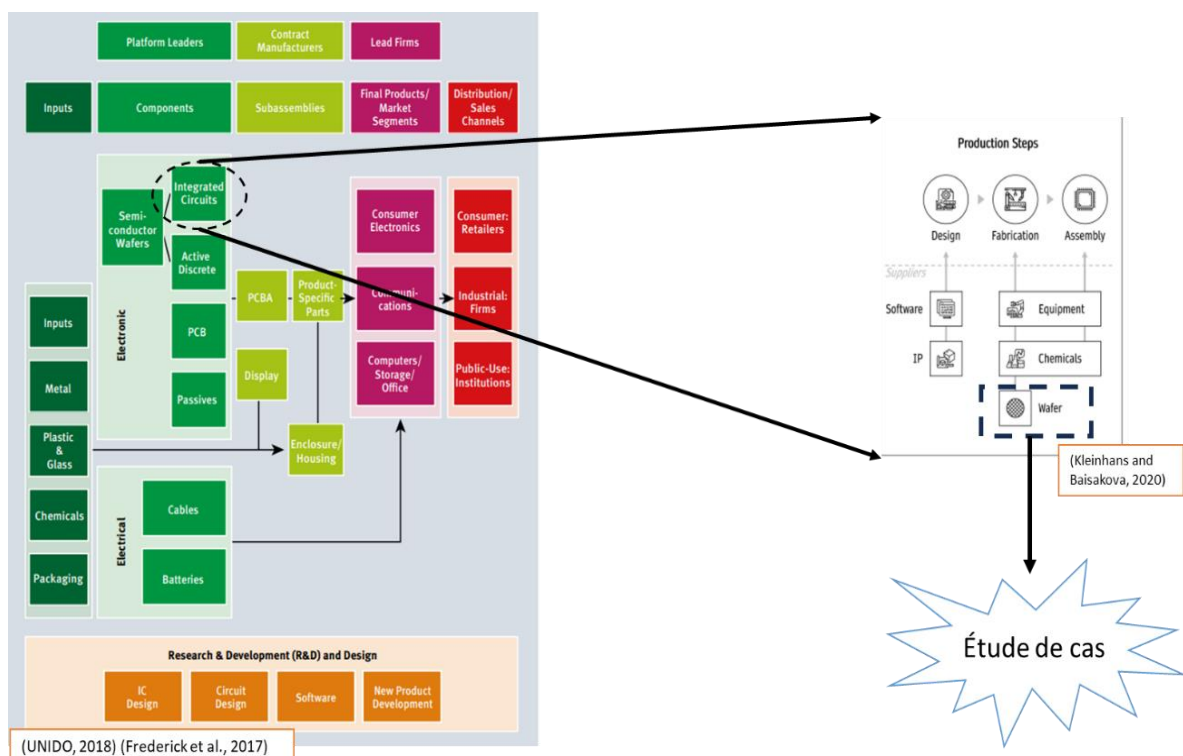 Platform Leaders
Contract
Manufacturers
Lead Firms
Inputs
Components
Subassemblies
Final Products/
Market
Segments
Distribution/
Sales
Channels
Electronic
Semi-
conductor
Wafers
Integrated
Circuits
Active
Discrete
PCB
Passives
PCBA
Product-
Specific
Parts
Display
Enclosure/
Housing
Consumer
Electronics
Communi-
cations
Computers/
Storage/
Office
Consumer:
Retailers
Industrial:
Firms
Public-Use:
Institutions
Inputs
Metal
Plastic
&
Glass
Chemicals
Packaging
Electrical
Cables
Batteries
Research & Development (R&D) and Design
IC
Design
Circuit
Design
Software
New Product
Development
(UNIDO, 2018) (Frederick et al., 2017)
Production Steps
Design
Fabrication
Assembly
Suppliers
Software
Equipment
IP
Chemicals
Wafer
(Kleinhans and
Baisakova, 2020)
Étude de cas